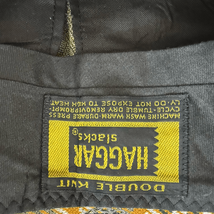 DOUBLE KNIT
HAGGAR
slacks®
MACHINE WASH WARM-DURABLE PRESS
CYCLE-TUMBLE DRY REMOV PROMPT-
LY-DO NOT EXPOSE TO HIGH HEAT